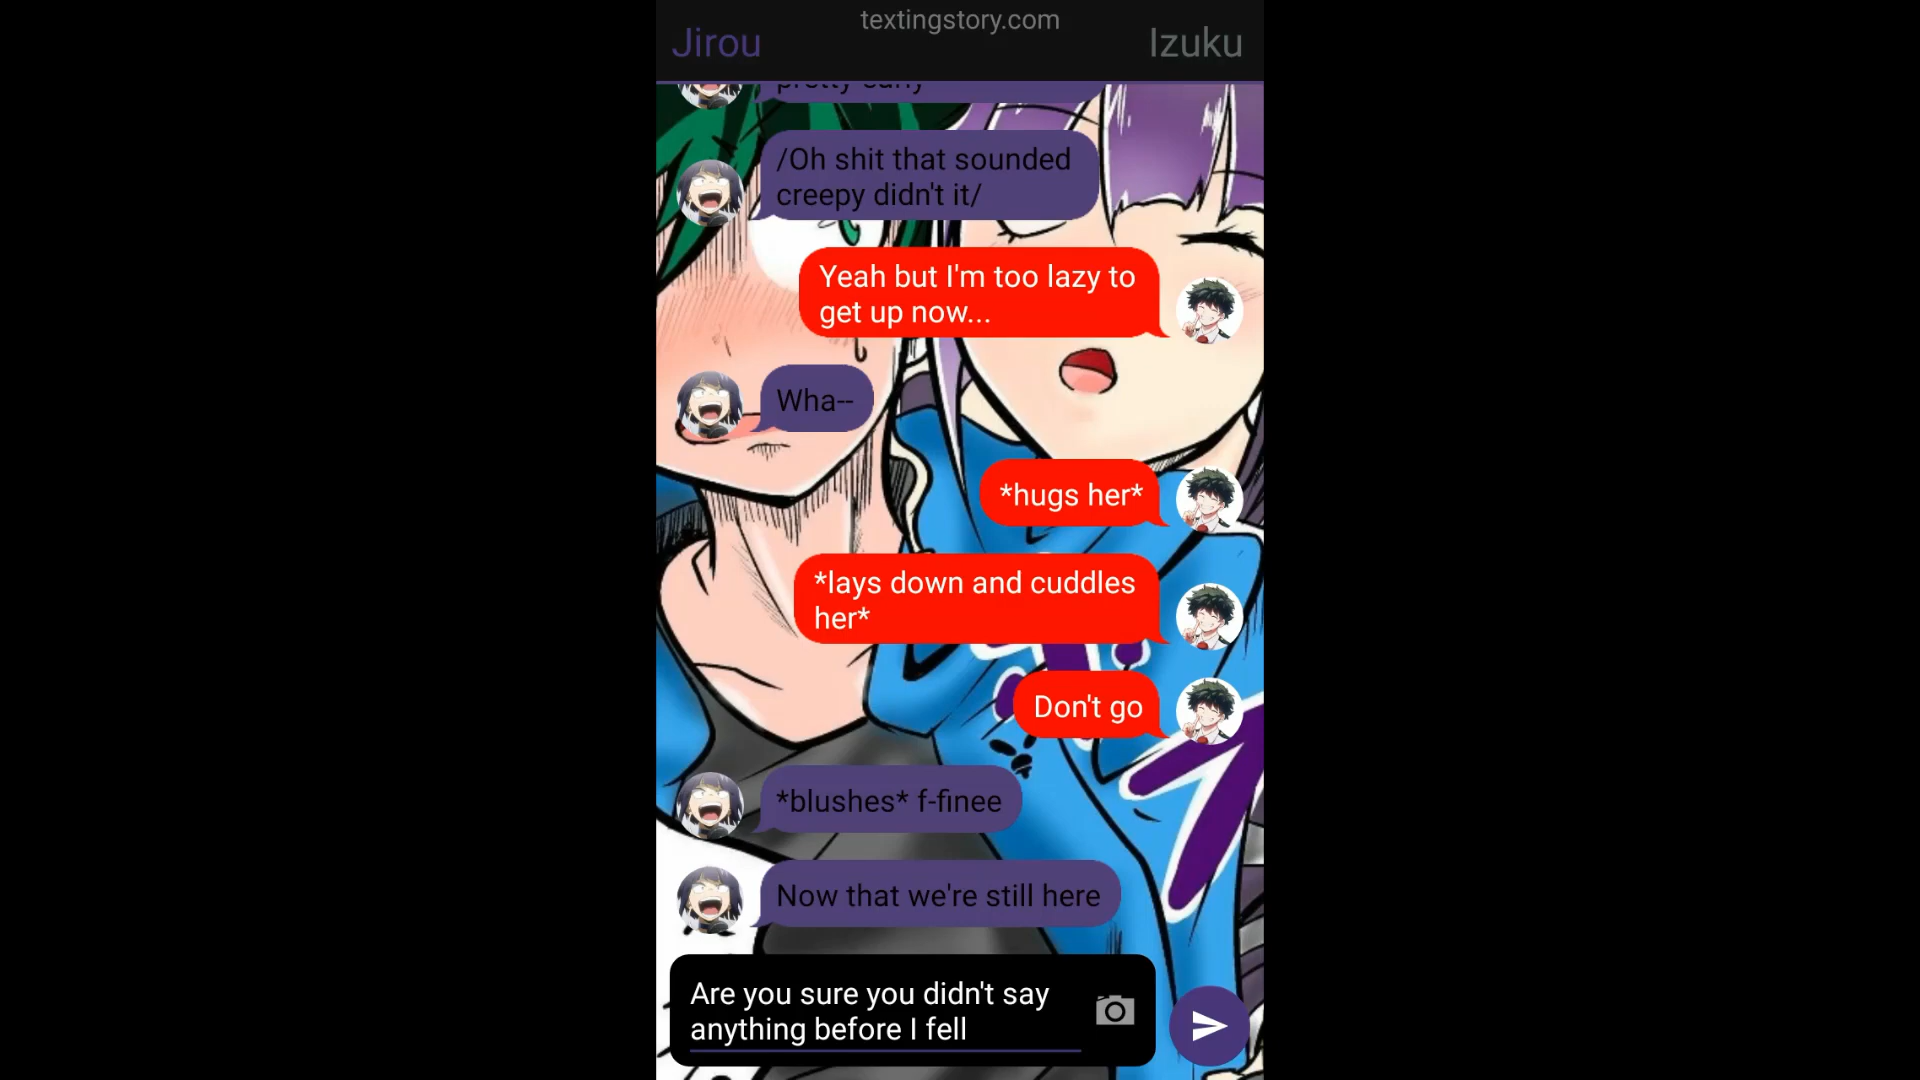 textingstory.com
Jirou
Izuku
/Oh shit that sounded
creepy didn't it/
Yeah but I'm too lazy to
get up now...
Wha--
*hugs her*
*lays down and cuddles
her*
Don't go
*blushes* f-finee
Now that we're still here
Are you sure you didn't say
anything before I fell